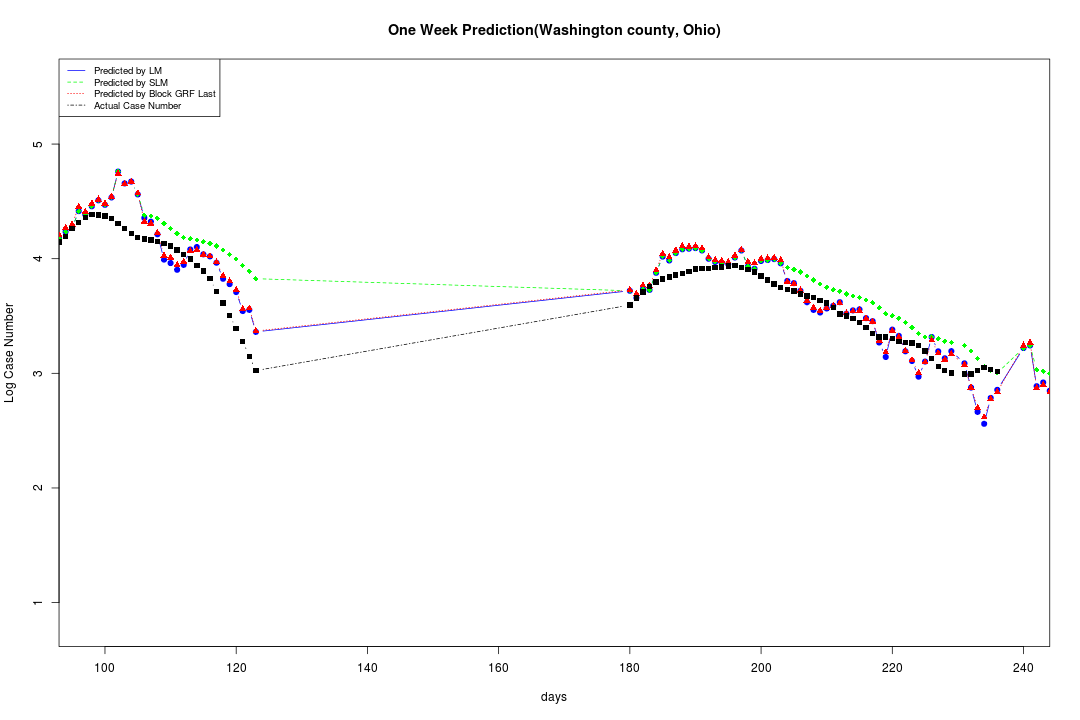 One Week Prediction(Washington county, Ohio)
Predicted by LM
Predicted by SLM
Predicted by Block GRF Last
Actual Case Number
5
4
3
2
1
Log Case Number
100 120 140 160 180 200 220 240
days